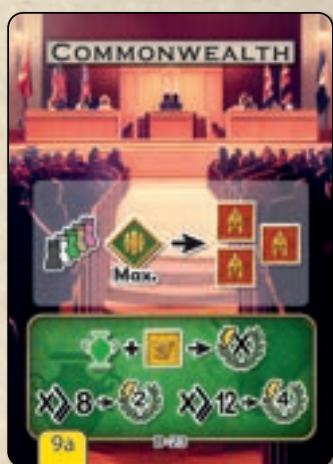 COMMONWEALTH
Max.
X
X ≥ 8 → 2 X ≥ 12 → 4
9a